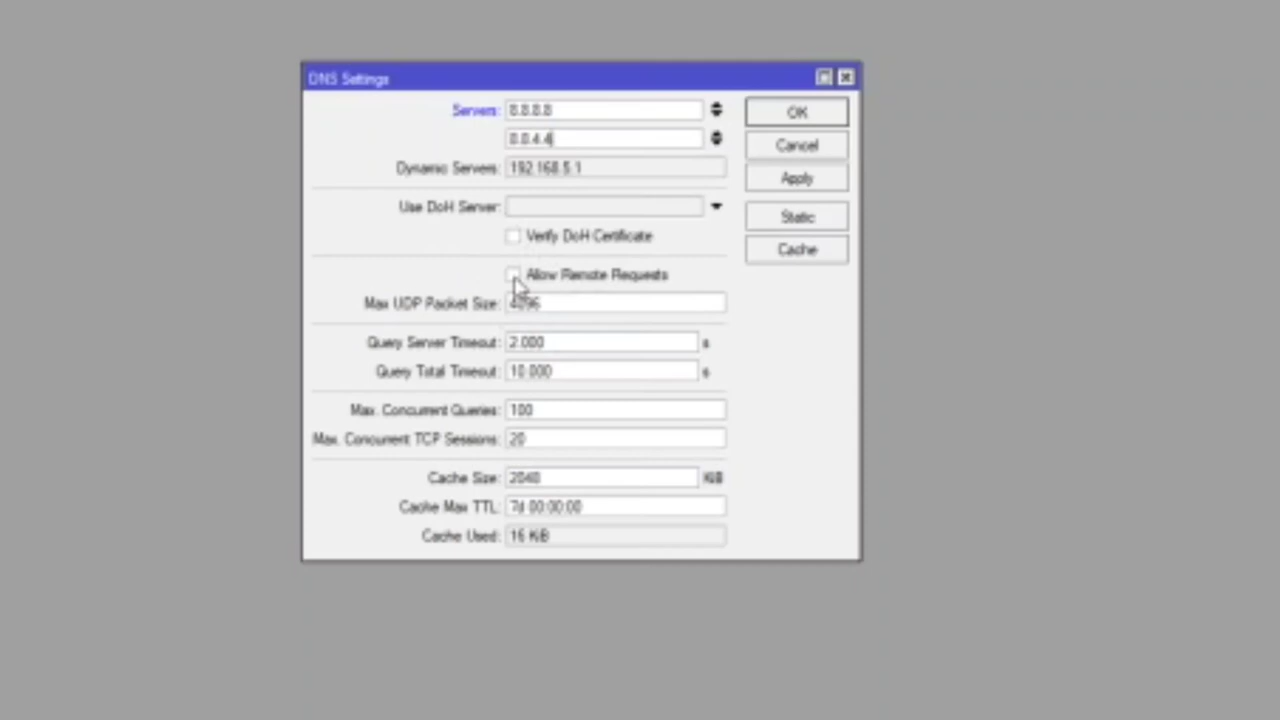 DNS Settings
Servers: 8.8.8.8
8.8.4.4
Dynamic Servers: 192.168.5.1
Use DoH Server:
Verify DoH Certificate
Allow Remote Requests
Max UDP Packet Size: 4096
Query Server Timeout: 2.000 s
Query Total Timeout: 10.000 s
Max. Concurrent Queries: 100
Max. Concurrent TCP Sessions: 20
Cache Size: 2048 KiB
Cache Max TTL: 7d 00:00:00
Cache Used: 16 KiB
OK
Cancel
Apply
Static
Cache